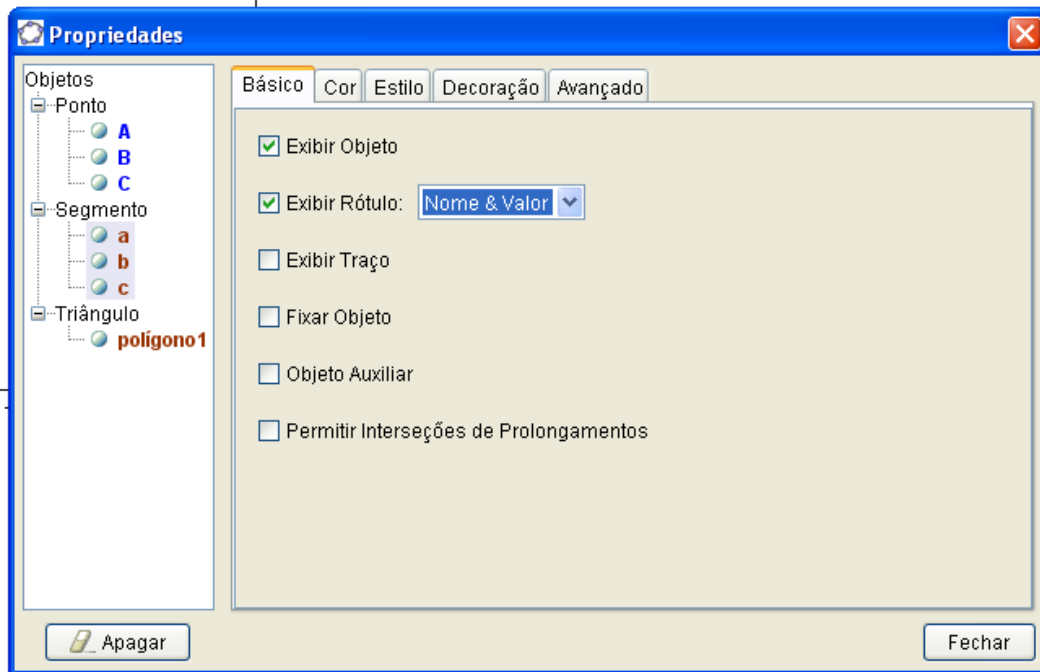 Propriedades
Objetos
Ponto
A
B
C
Segmento
a
b
c
Triângulo
polígono1
Básico Cor Estilo Decoração Avançado
Exibir Objeto
Exibir Rótulo: Nome & Valor
Exibir Traço
Fixar Objeto
Objeto Auxiliar
Permitir Interseções de Prolongamentos
Apagar
Fechar